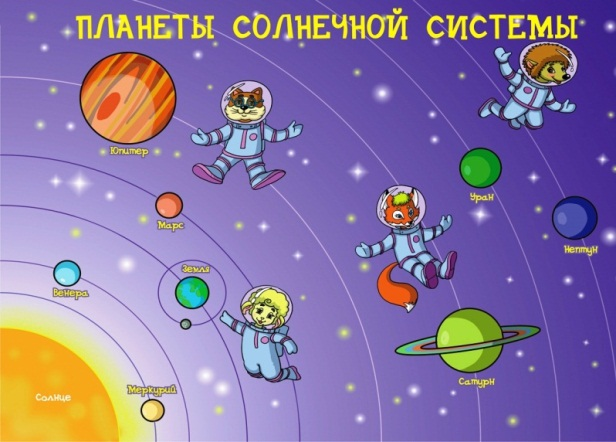 ПЛАНЕТЫ СОЛНЕЧНОЙ СИСТЕМЫ
Юпитер
Уран
Марс
Нептун
Земля
Венера
Сатурн
Меркурий
Солнце